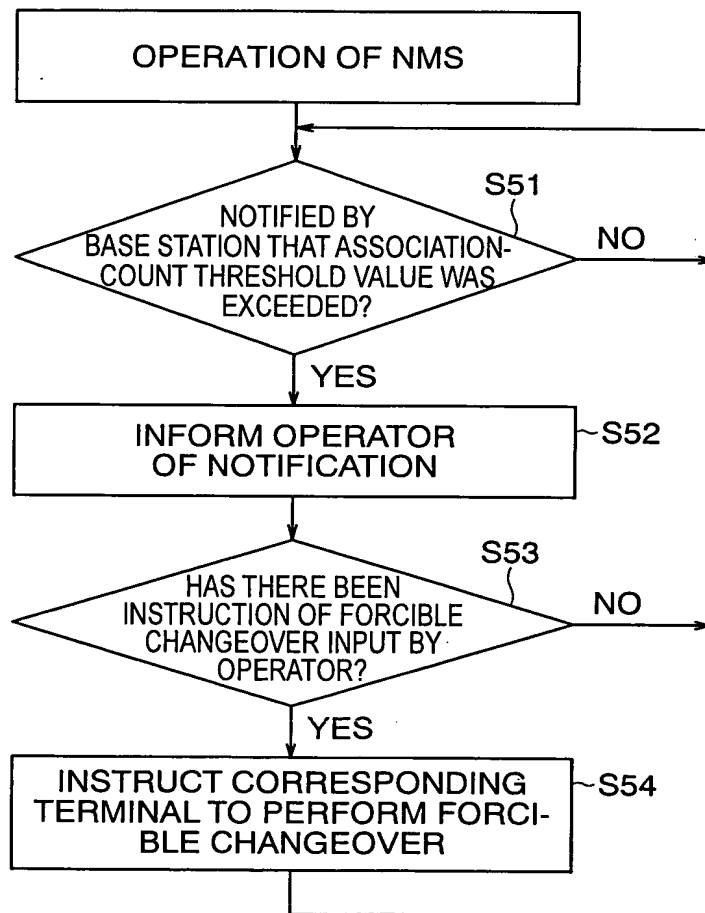 OPERATION OF NMS
S51
NOTIFIED BY
BASE STATION THAT ASSOCIATION-
COUNT THRESHOLD VALUE WAS
EXCEEDED?
NO
YES
INFORM OPERATOR
OF NOTIFICATION
S52
S53
HAS THERE BEEN
INSTRUCTION OF FORCIBLE
CHANGEOVER INPUT BY
OPERATOR?
NO
YES
INSTRUCT CORRESPONDING
TERMINAL TO PERFORM FORCI-
BLE CHANGEOVER
S54